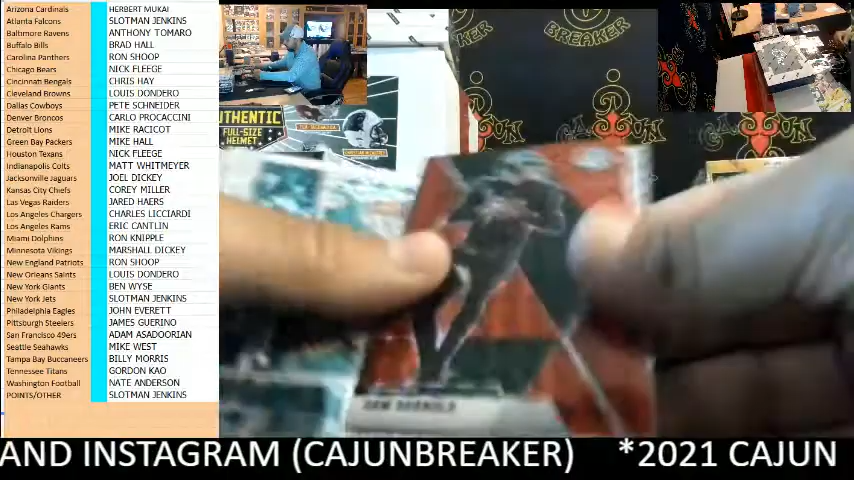 Arizona Cardinals HERBERT MUKAI
Atlanta Falcons SLOTMAN JENKINS
Baltimore Ravens ANTHONY TOMARO
Buffalo Bills BRAD HALL
Carolina Panthers RON SHOOP
Chicago Bears NICK FLEEGE
Cincinnati Bengals CHRIS HAY
Cleveland Browns LOUIS DONDERO
Dallas Cowboys PETE SCHNEIDER
Denver Broncos CARLO PROCACCINI
Detroit Lions MIKE RACICOT
Green Bay Packers MIKE HALL
Houston Texans NICK FLEEGE
Indianapolis Colts MATT WHITMEYER
Jacksonville Jaguars JOEL DICKEY
Kansas City Chiefs COREY MILLER
Las Vegas Raiders JARED HAERS
Los Angeles Chargers CHARLES LICCIARDI
Los Angeles Rams ERIC CANTLIN
Miami Dolphins RON KNIPPLE
Minnesota Vikings MARSHALL DICKEY
New England Patriots RON SHOOP
New Orleans Saints LOUIS DONDERO
New York Giants BEN WYSE
New York Jets SLOTMAN JENKINS
Philadelphia Eagles JOHN EVERETT
Pittsburgh Steelers JAMES GUERINO
San Francisco 49ers ADAM ASADOORIAN
Seattle Seahawks MIKE WEST
Tampa Bay Buccaneers BILLY MORRIS
Tennessee Titans GORDON KAO
Washington Football NATE ANDERSON
POINTS/OTHER SLOTMAN JENKINS
BREAKER
UTHENTIC
FULL-SIZE
HELMET
AND INSTAGRAM (CAJUNBREAKER) *2021 CAJUN